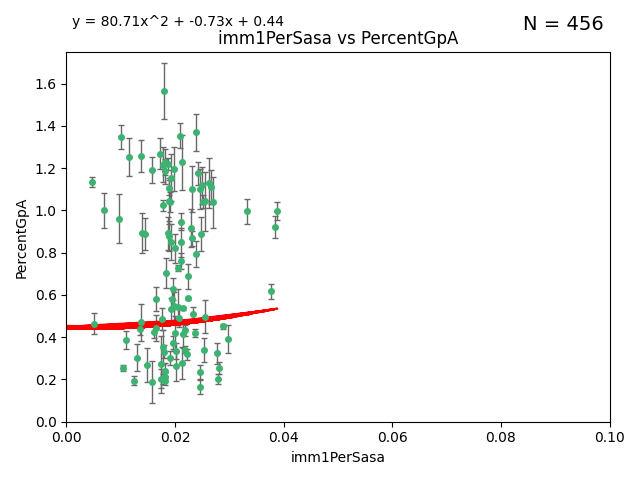 y = 80.71x^2 + -0.73x + 0.44
N = 456
imm1PerSasa vs PercentGpA
PercentGpA
1.6
1.4
1.2
1.0
0.8
0.6
0.4
0.2
0.0
0.00 0.02 0.04 0.06 0.08 0.10
imm1PerSasa